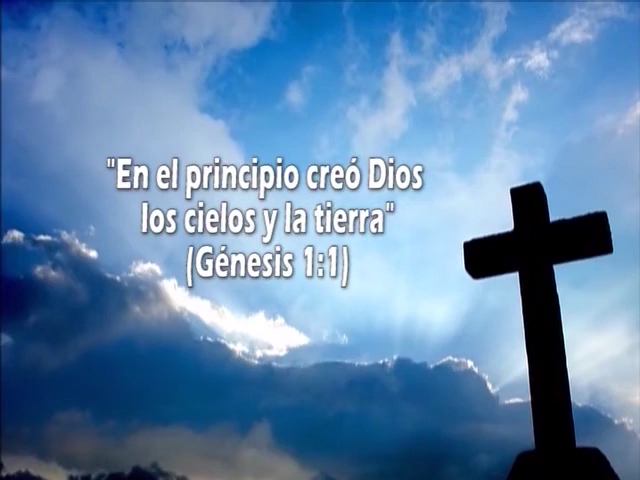 "En el principio creó Dios
los cielos y la tierra"
(Génesis 1:1)